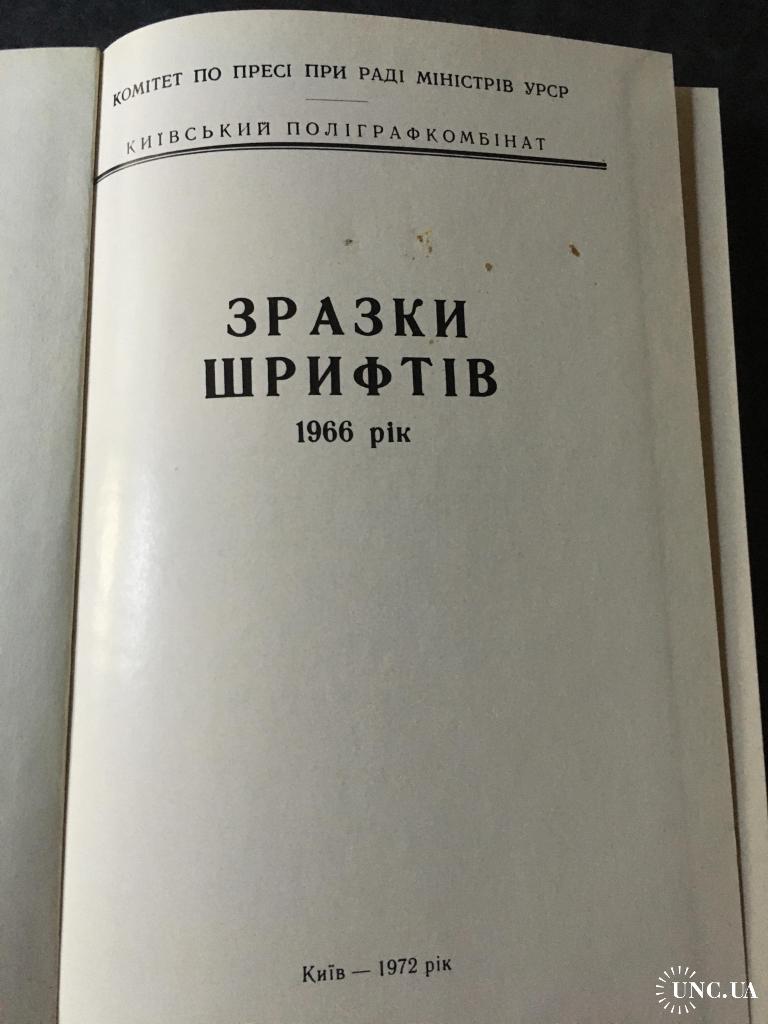 КОМІТЕТ ПО ПРЕСІ ПРИ РАДІ МІНІСТРІВ УРСР
КИЇВСЬКИЙ ПОЛІГРАФКОМБІНАТ
ЗРАЗКИ
ШРИФТІВ
1966 рік
Київ — 1972 рік
UNC.UA